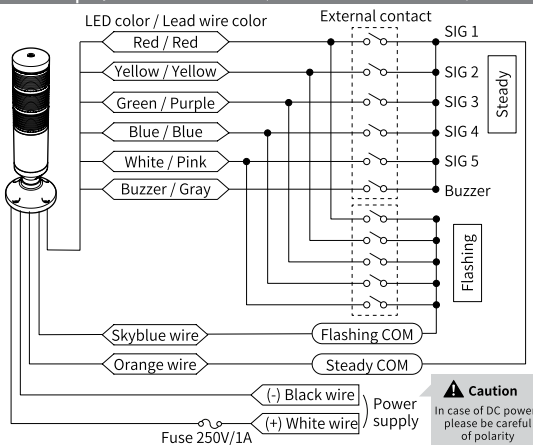 LED color / Lead wire color
External contact
Red / Red
SIG 1
Yellow / Yellow
SIG 2
Green / Purple
SIG 3
Steady
Blue / Blue
SIG 4
White / Pink
SIG 5
Buzzer / Gray
Buzzer
Flashing
Skyblue wire
Flashing COM
Orange wire
Steady COM
(-) Black wire
(+) White wire
Power
supply
Fuse 250V/1A
Caution
In case of DC power
please be careful
of polarity